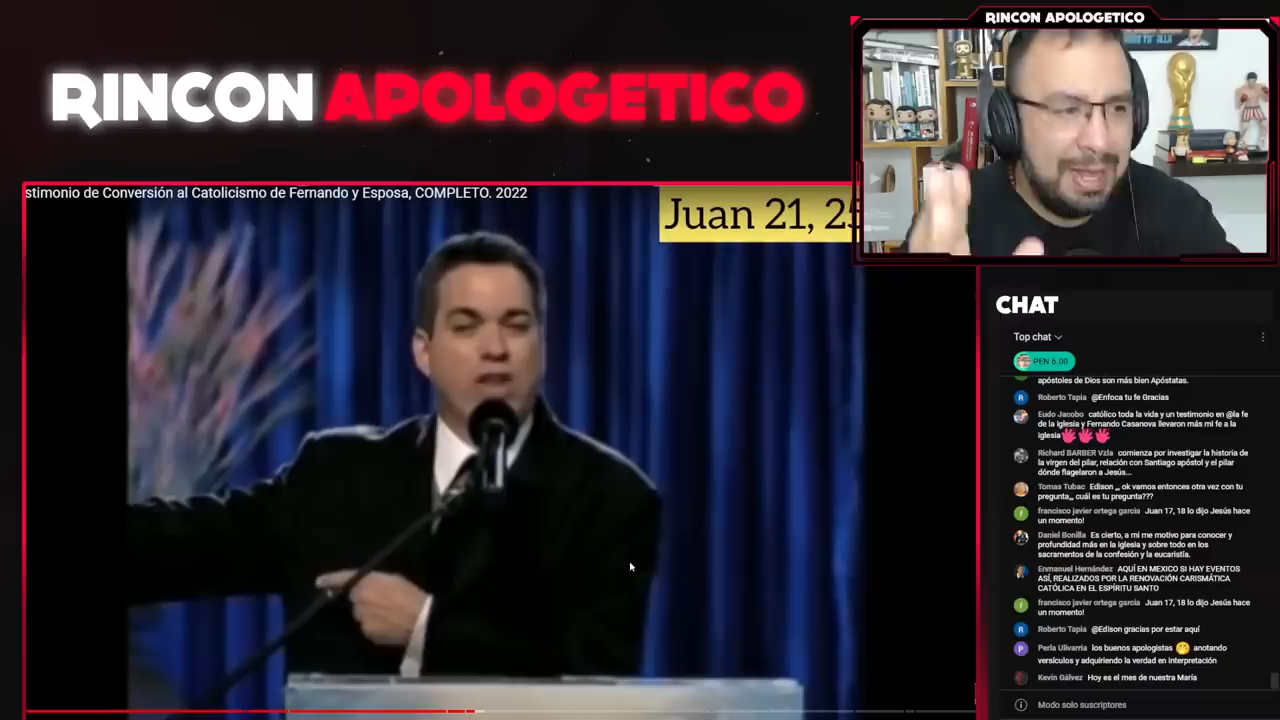 RINCON APOLOGETICO
RINCON APOLOGETICO
stimonio de Conversión al Catolicismo de Fernando y Esposa, COMPLETO. 2022
Juan 21, 25
CHAT
Top chat
PEN 6.00
apóstoles de Dios son más bien Apóstatas.
Roberto Tapia @Enfoca tu fe Gracias
Eudo Jacobo católico toda la vida y un testimonio en @la fe
de la iglesia y Fernando Casanova llevaron más mi fe a la
iglesia
Richard BARBER Vzla comienza por investigar la historia de
la virgen del pilar, relación con Santiago apóstol y el pilar
dónde flagelaron a Jesús...
Tomas Tubac Edison ,,, ok vamos entonces otra vez con tu
pregunta,,, cuál es tu pregunta???
francisco javier ortega garcia Juan 17, 18 lo dijo Jesús hace
un momento!
Daniel Bonilla Es cierto, a mi me motivo para conocer y
profundidad más en la iglesia y sobre todo en los
sacramentos de la confesión y la eucaristía.
Enmanuel Hernández AQUÍ EN MEXICO SI HAY EVENTOS
ASÍ, REALIZADOS POR LA RENOVACIÓN CARISMÁTICA
CATÓLICA EN EL ESPÍRITU SANTO
francisco javier ortega garcia Juan 17, 18 lo dijo Jesús hace
un momento!
Roberto Tapia @Edison gracias por estar aquí
Perla Ulivarria los buenos apologistas anotando
versículos y adquiriendo la verdad en interpretación
Kevin Gálvez Hoy es el mes de nuestra María
Modo solo suscriptores